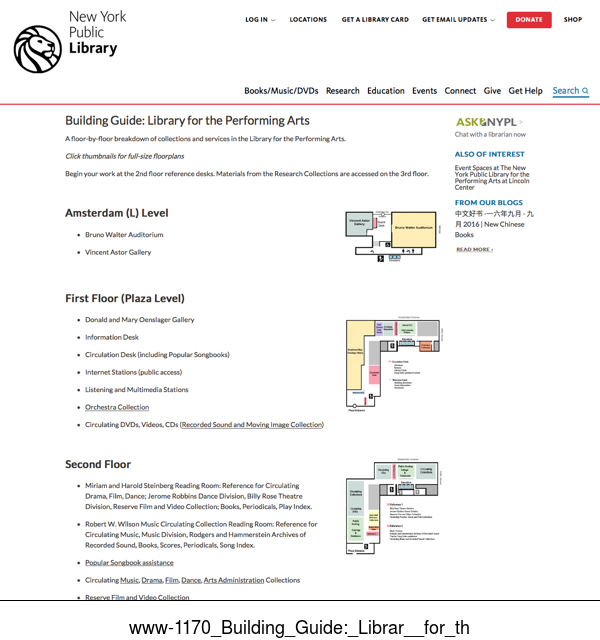 New York
Public
Library
LOG IN
LOCATIONS
GET A LIBRARY CARD
GET EMAIL UPDATES
DONATE
SHOP
Books/Music/DVDs Research Education Events Connect Give Get Help Search
Building Guide: Library for the Performing Arts
A floor-by-floor breakdown of collections and services in the Library for the Performing Arts.
Click thumbnails for full-size floorplans
Begin your work at the 2nd floor reference desks. Materials from the Research Collections are accessed on the 3rd floor.
ASK NYPL >
Chat with a librarian now
ALSO OF INTEREST
Event Spaces at The New
York Public Library for the
Performing Arts at Lincoln
Center
FROM OUR BLOGS
中文好书 -一六年九月 - 九
月 2016 | New Chinese
Books
READ MORE ›
Amsterdam (L) Level
• Bruno Walter Auditorium
• Vincent Astor Gallery
Vincent Astor
Gallery
Bruno Walter Auditorium
First Floor (Plaza Level)
• Donald and Mary Oenslager Gallery
• Information Desk
• Circulation Desk (including Popular Songbooks)
• Internet Stations (public access)
• Listening and Multimedia Stations
• Orchestra Collection
• Circulating DVDs, Videos, CDs (Recorded Sound and Moving Image Collection)
Second Floor
• Miriam and Harold Steinberg Reading Room: Reference for Circulating
Drama, Film, Dance; Jerome Robbins Dance Division, Billy Rose Theatre
Division, Reserve Film and Video Collection; Books, Periodicals, Play Index.
• Robert W. Wilson Music Circulating Collection Reading Room: Reference for
Circulating Music, Music Division, Rodgers and Hammerstein Archives of
Recorded Sound, Books, Scores, Periodicals, Song Index.
• Popular Songbook assistance
• Circulating Music, Drama, Film, Dance, Arts Administration Collections
• Reserve Film and Video Collection
www-1170_Building_Guide:_Librar__for_th